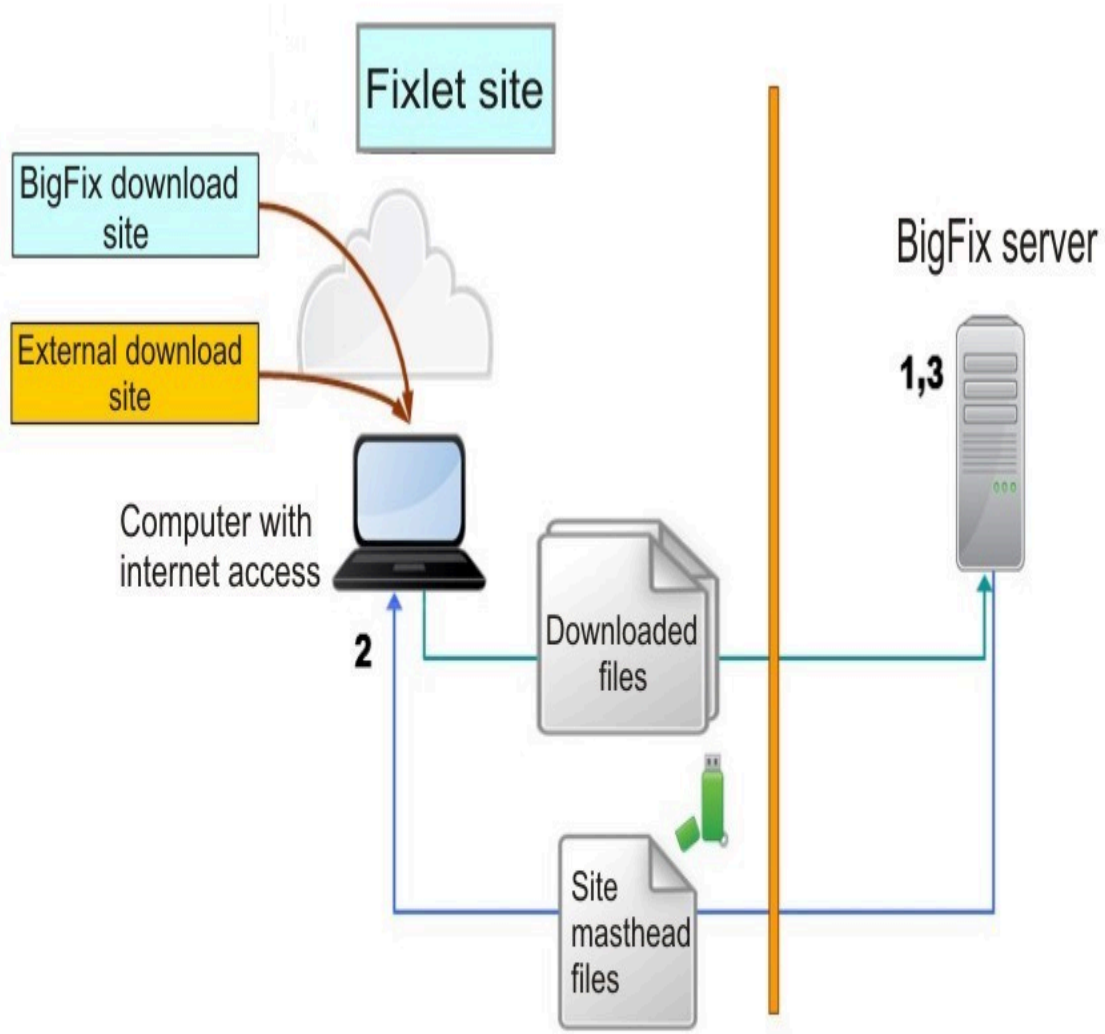 Fixlet site
BigFix download
site
External download
site
BigFix server
1,3
Computer with
internet access
2
Downloaded
files
Site
masthead
files